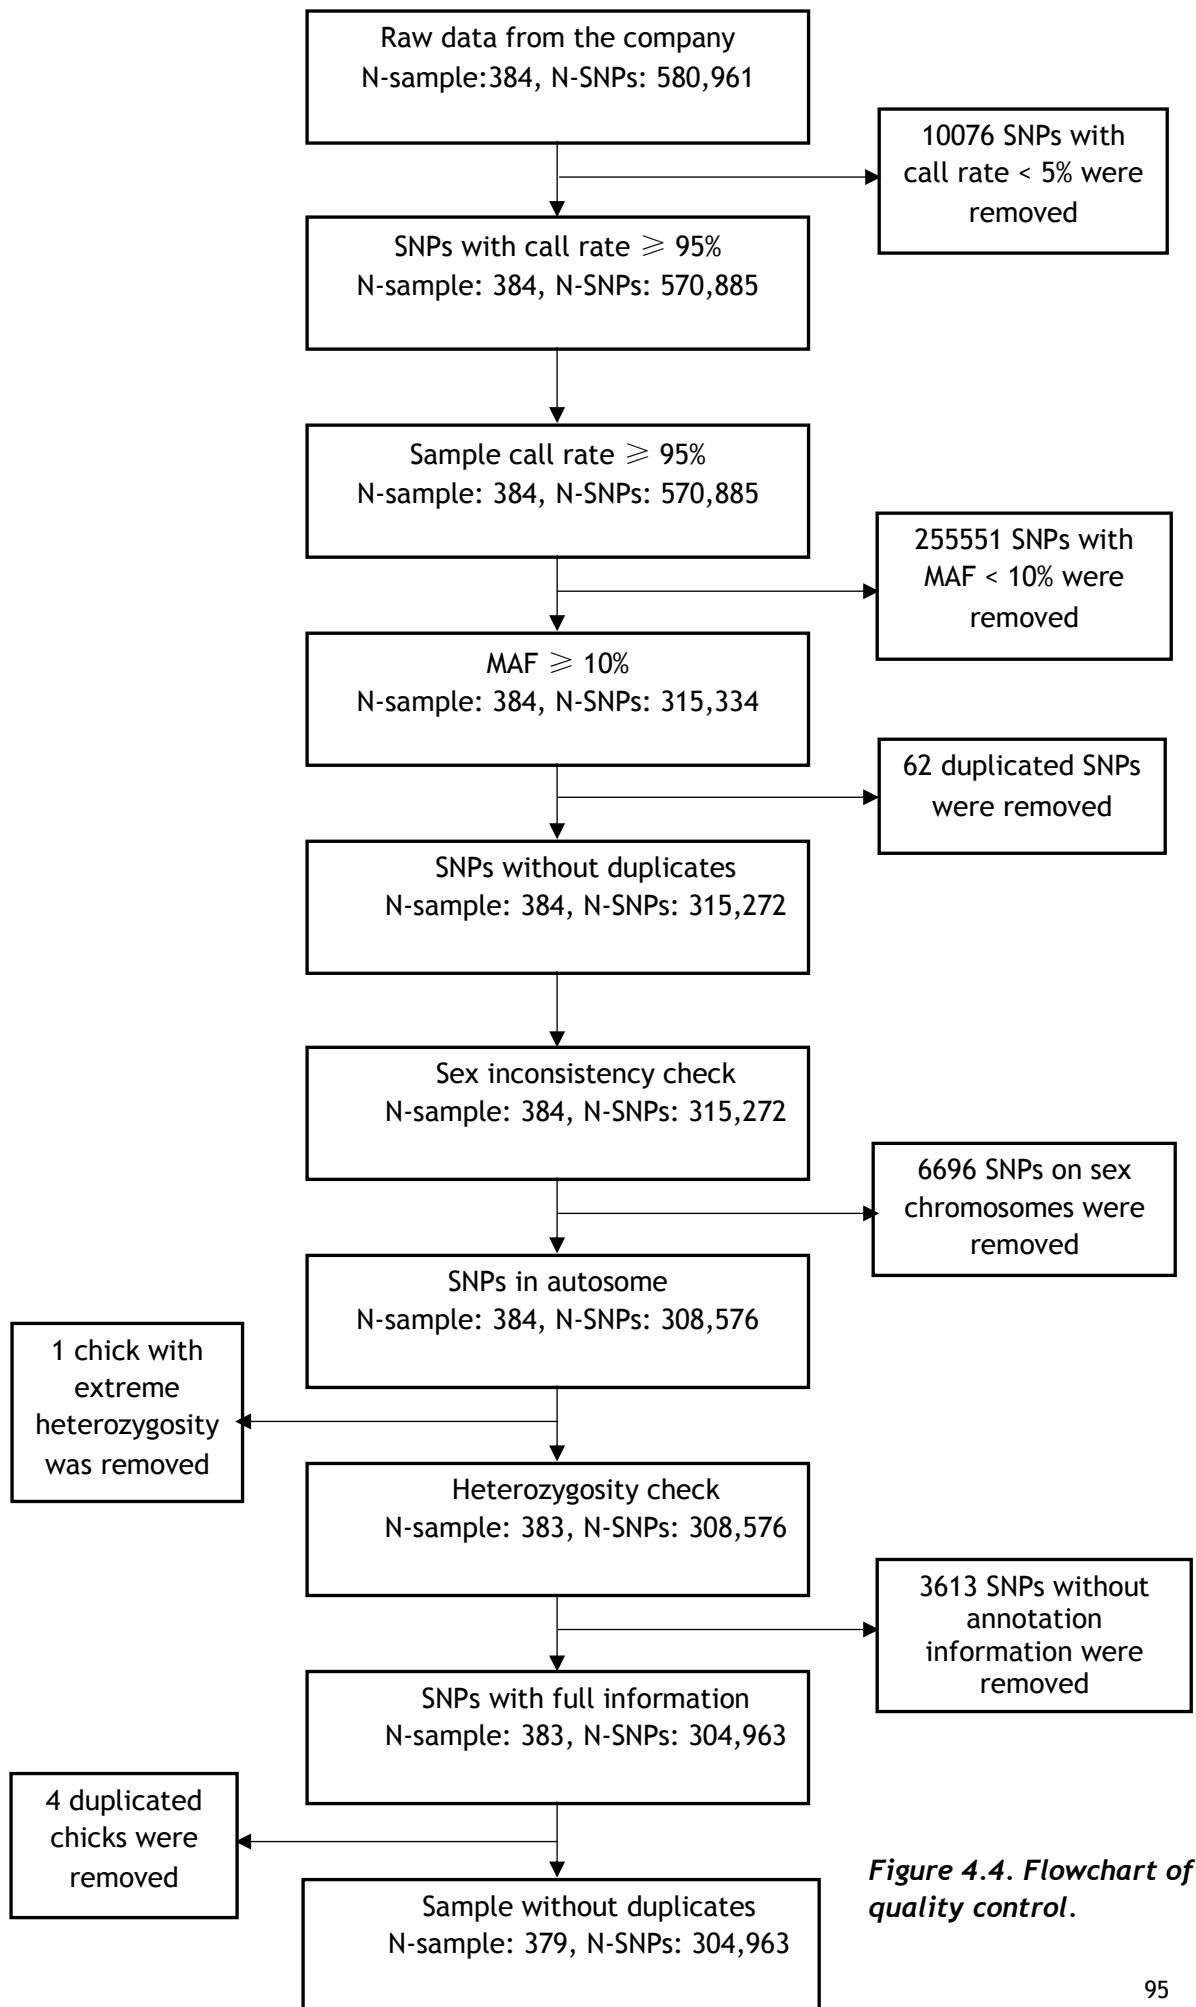 Raw data from the company
N-sample:384, N-SNPs: 580,961
10076 SNPs with
call rate < 5% were
removed
SNPs with call rate ⩾ 95%
N-sample: 384, N-SNPs: 570,885
Sample call rate ⩾ 95%
N-sample: 384, N-SNPs: 570,885
255551 SNPs with
MAF < 10% were
removed
MAF ⩾ 10%
N-sample: 384, N-SNPs: 315,334
62 duplicated SNPs
were removed
SNPs without duplicates
N-sample: 384, N-SNPs: 315,272
Sex inconsistency check
N-sample: 384, N-SNPs: 315,272
6696 SNPs on sex
chromosomes were
removed
SNPs in autosome
N-sample: 384, N-SNPs: 308,576
1 chick with
extreme
heterozygosity
was removed
Heterozygosity check
N-sample: 383, N-SNPs: 308,576
3613 SNPs without
annotation
information were
removed
SNPs with full information
N-sample: 383, N-SNPs: 304,963
4 duplicated
chicks were
removed
Sample without duplicates
N-sample: 379, N-SNPs: 304,963
Figure 4.4. Flowchart of
quality control.
95